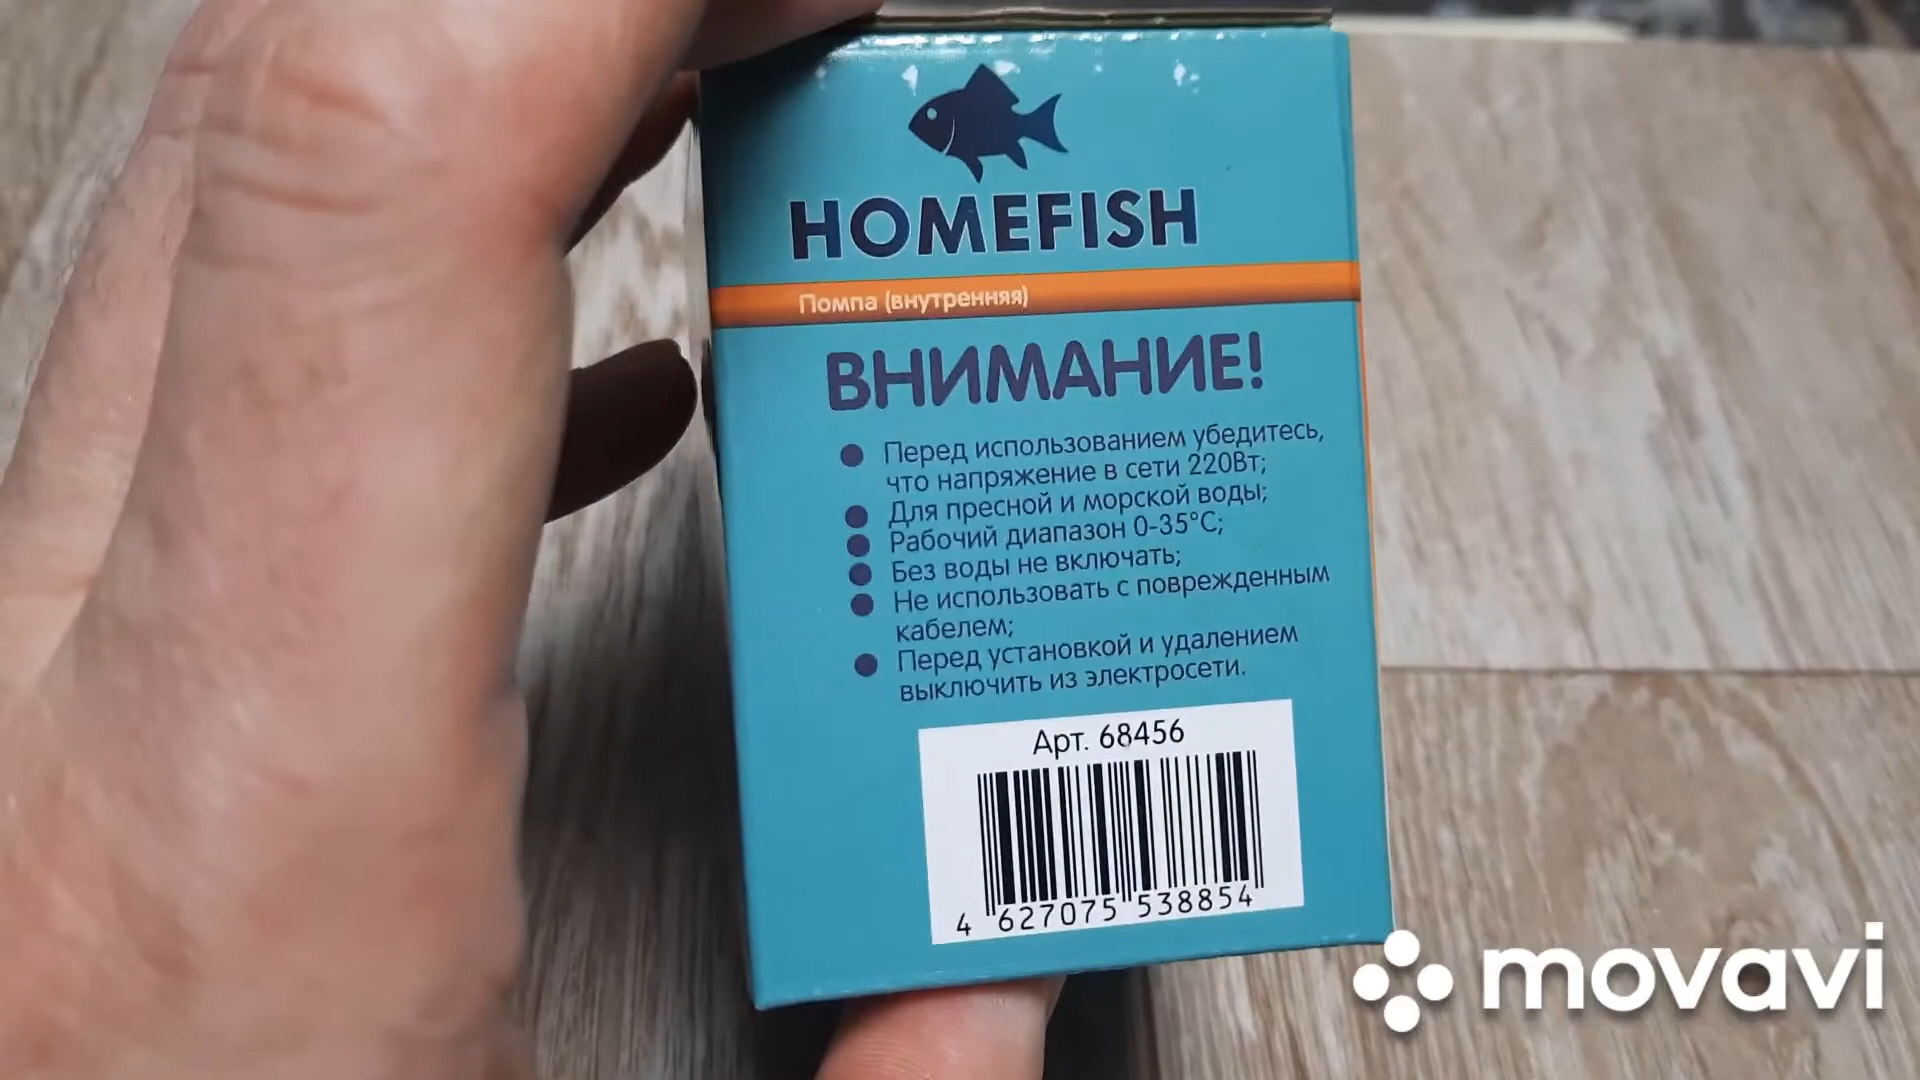 HOMEFISH
Помпа (внутренняя)
ВНИМАНИЕ!
● Перед использованием убедитесь,
что напряжение в сети 220Вт;
● Для пресной и морской воды;
● Рабочий диапазон 0-35°С;
● Без воды не включать;
● Не использовать с поврежденным
кабелем;
● Перед установкой и удалением
выключить из электросети.
Арт. 68456
4 627075 538854
movavi